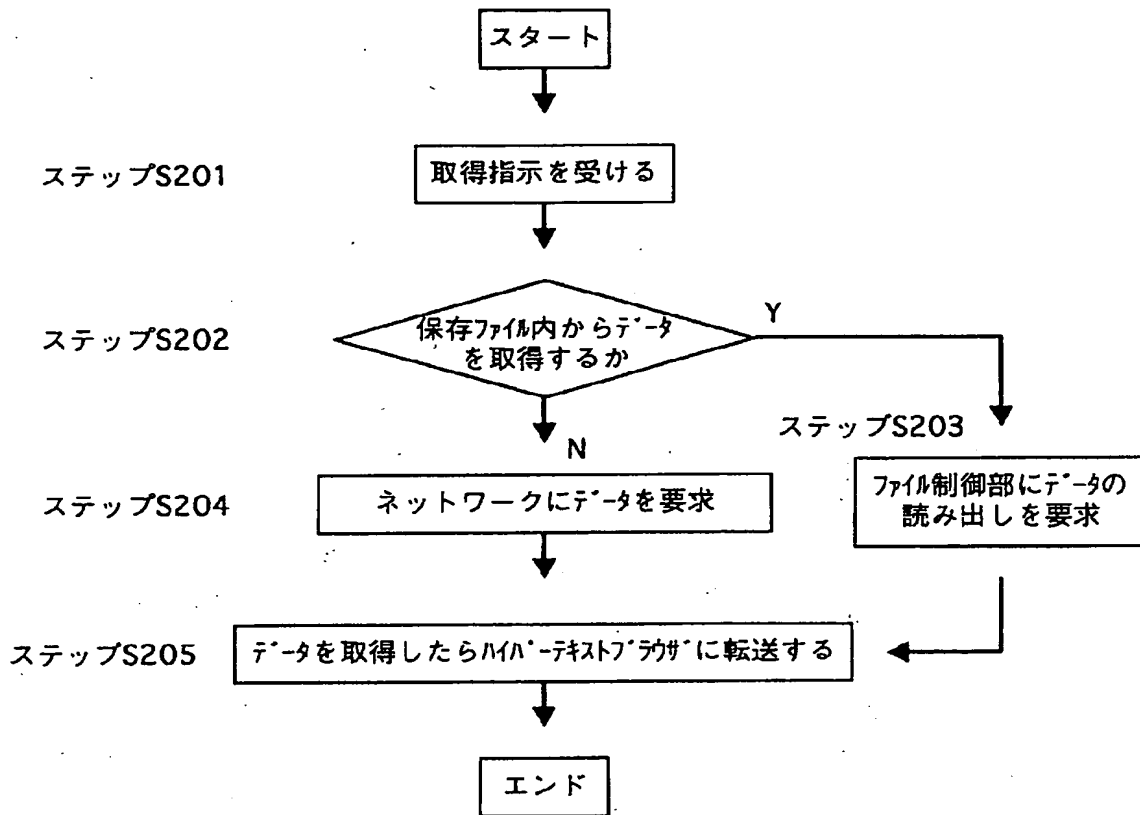 スタート
ステップS201
取得指示を受ける
ステップS202
保存ファイル内からデータ
を取得するか
Y
N
ステップS203
ファイル制御部にデータの
読み出しを要求
ステップS204
ネットワークにデータを要求
ステップS205
データを取得したらハイパーテキストブラウザに転送する
エンド